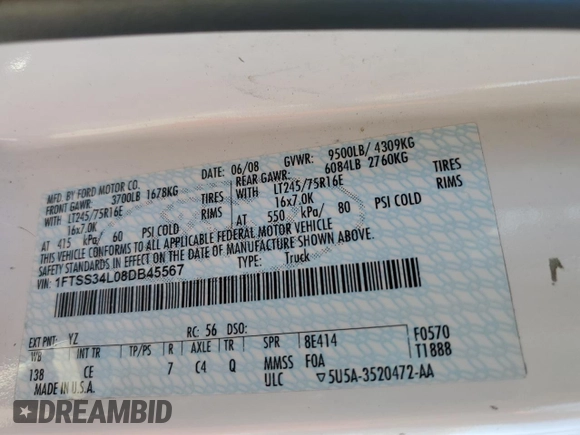 MFD. BY FORD MOTOR CO.
DATE: 06/08 GVWR: 9500LB/ 4309KG
FRONT GAWR: 3700LB 1678KG
REAR GAWR: 6084LB 2760KG
WITH LT245/75R16E TIRES
WITH LT245/75R16E TIRES
16x7.0K RIMS
16x7.0K RIMS
AT 415 kPa/ 60 PSI COLD
AT 550 kPa/ 80 PSI COLD
THIS VEHICLE CONFORMS TO ALL APPLICABLE FEDERAL MOTOR VEHICLE
SAFETY STANDARDS IN EFFECT ON THE DATE OF MANUFACTURE SHOWN ABOVE
VIN: 1FTSS34L08DB45567 TYPE: Truck
EXT PNT: YZ RC: 56 DSO:
WB INT TR TP/PS R AXLE TR SPR 8E414 F0570
138 CE 7 C4 Q MMSS F0A T1888
MADE IN U.S.A. ULC ▽5U5A-3520472-AA
DREAMBID